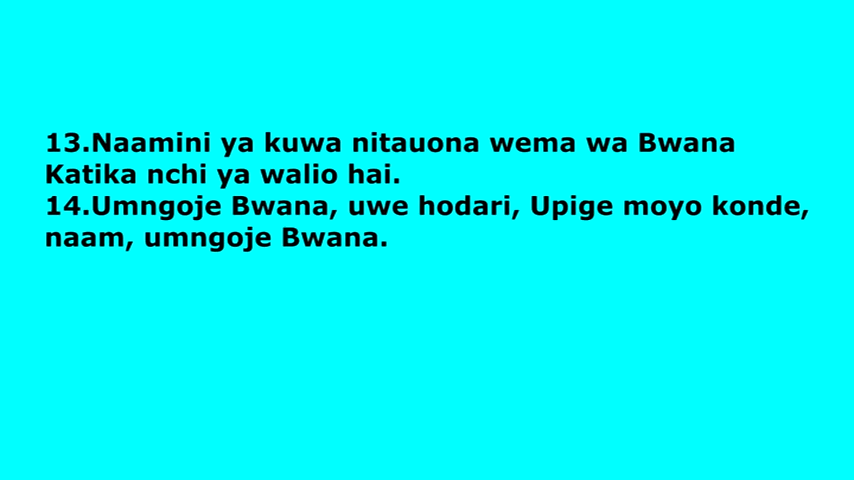 13.Naamini ya kuwa nitauona wema wa Bwana
Katika nchi ya walio hai.
14.Umngoje Bwana, uwe hodari, Upige moyo konde,
naam, umngoje Bwana.